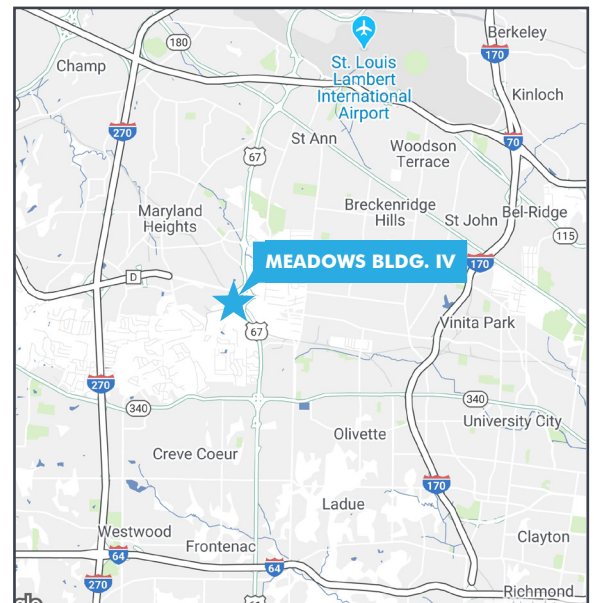 Berkeley
180
170
Champ
St. Louis
Lambert
International
Airport
Kinloch
270
St Ann
70
Woodson
Terrace
67
Breckenridge
Hills
Maryland
Heights
St John
Bel-Ridge
115
MEADOWS BLDG. IV
170
D
Vinita Park
67
270
340
340
University City
Olivette
Creve Coeur
170
Ladue
Westwood
Clayton
Frontenac
64
64
270
Richmond